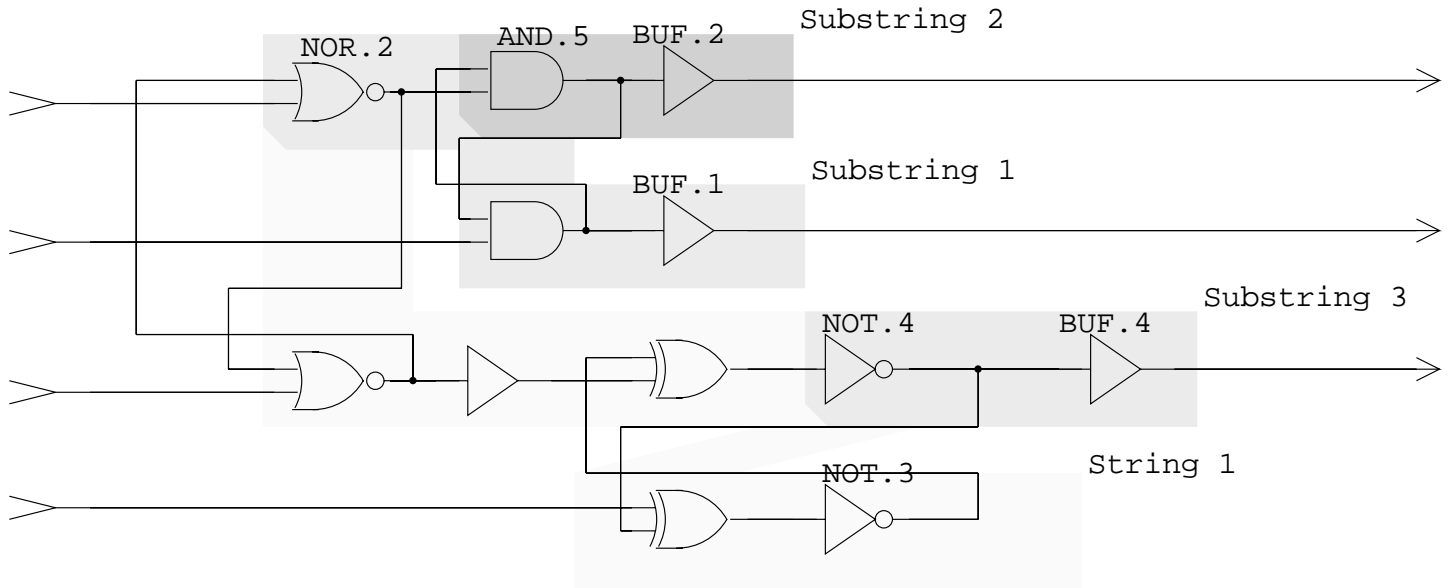 Substring 2
NOR.2
AND.5
BUF.2
Substring 1
BUF.1
Substring 3
NOT.4
BUF.4
String 1
NOT.3